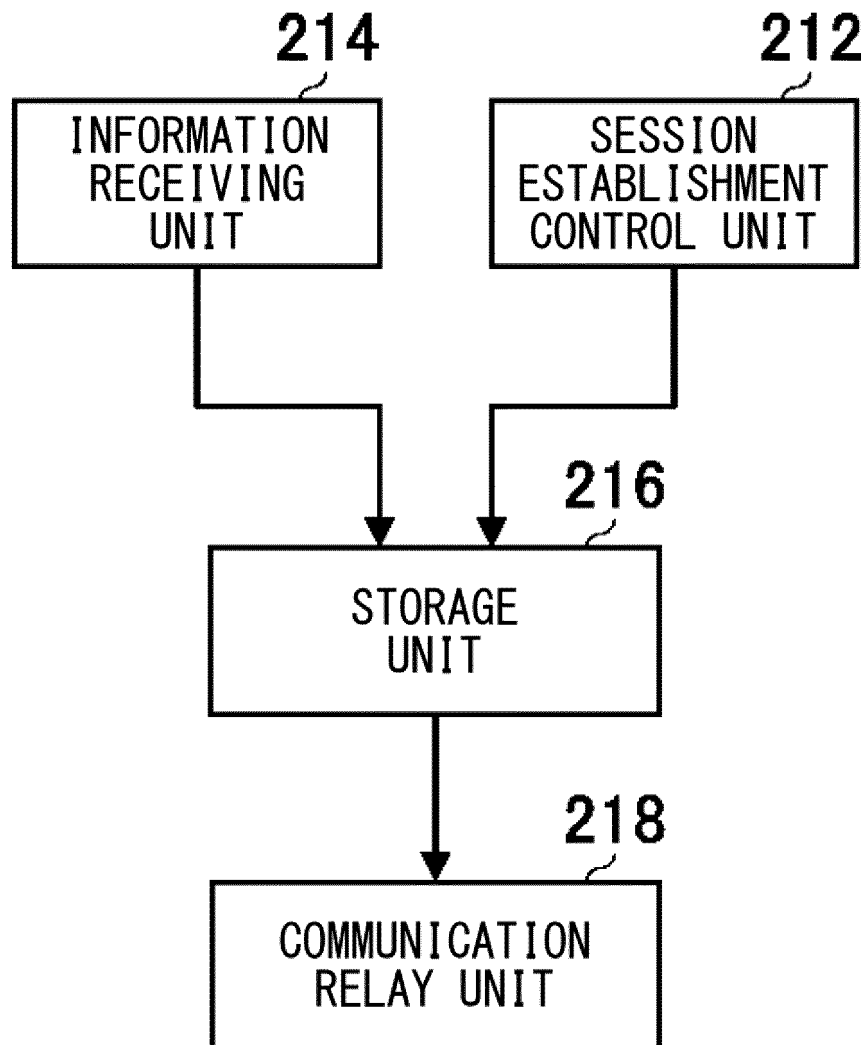 214
INFORMATION
RECEIVING
UNIT
212
SESSION
ESTABLISHMENT
CONTROL UNIT
216
STORAGE
UNIT
218
COMMUNICATION
RELAY UNIT